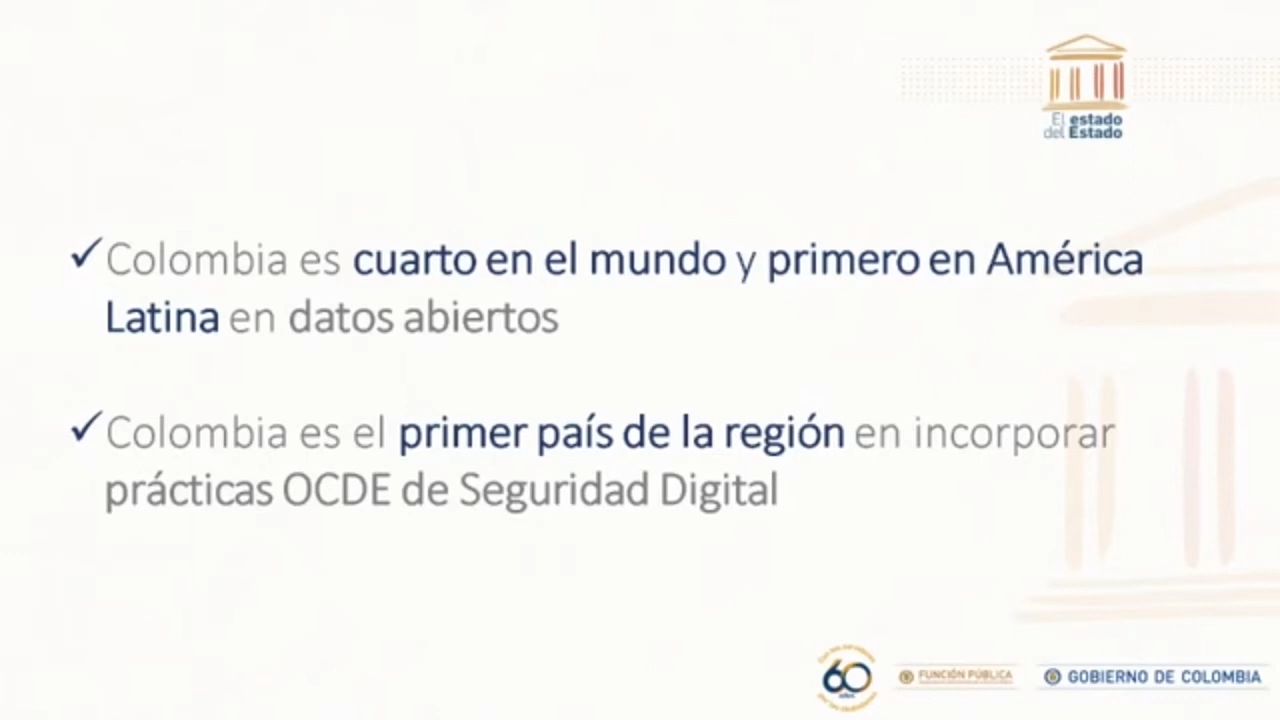 El estado
del Estado
✓Colombia es cuarto en el mundo y primero en América
Latina en datos abiertos
✓Colombia es el primer país de la región en incorporar
prácticas OCDE de Seguridad Digital
60
años
FUNCIÓN PÚBLICA
GOBIERNO DE COLOMBIA